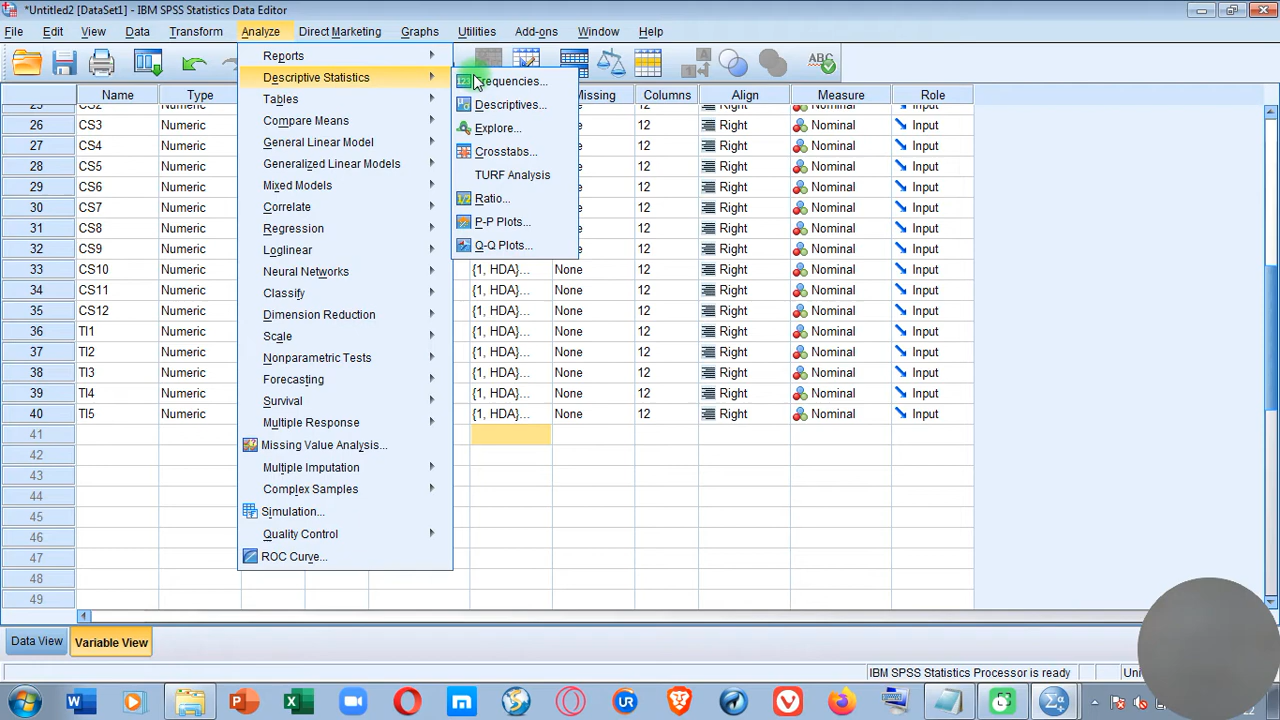 *Untitled2 [DataSet1] - IBM SPSS Statistics Data Editor
File Edit View Data Transform Analyze Direct Marketing Graphs Utilities Add-ons Window Help
Name Type Missing Columns Align Measure Role
CS2 Numeric None 12 Right Nominal Input
26 CS3 Numeric 12 Right Nominal Input
27 CS4 Numeric 12 Right Nominal Input
28 CS5 Numeric 12 Right Nominal Input
29 CS6 Numeric 12 Right Nominal Input
30 CS7 Numeric 12 Right Nominal Input
31 CS8 Numeric 12 Right Nominal Input
32 CS9 Numeric 12 Right Nominal Input
33 CS10 Numeric {1, HDA}... None 12 Right Nominal Input
34 CS11 Numeric {1, HDA}... None 12 Right Nominal Input
35 CS12 Numeric {1, HDA}... None 12 Right Nominal Input
36 TI1 Numeric {1, HDA}... None 12 Right Nominal Input
37 TI2 Numeric {1, HDA}... None 12 Right Nominal Input
38 TI3 Numeric {1, HDA}... None 12 Right Nominal Input
39 TI4 Numeric {1, HDA}... None 12 Right Nominal Input
40 TI5 Numeric {1, HDA}... None 12 Right Nominal Input
41
42
43
44
45
46
47
48
49
Reports
Descriptive Statistics
Tables
Compare Means
General Linear Model
Generalized Linear Models
Mixed Models
Correlate
Regression
Loglinear
Neural Networks
Classify
Dimension Reduction
Scale
Nonparametric Tests
Forecasting
Survival
Multiple Response
Missing Value Analysis...
Multiple Imputation
Complex Samples
Simulation...
Quality Control
ROC Curve...
Descriptives...
Explore...
Crosstabs...
TURF Analysis
Ratio...
P-P Plots...
Q-Q Plots...
Data View Variable View
IBM SPSS Statistics Processor is ready